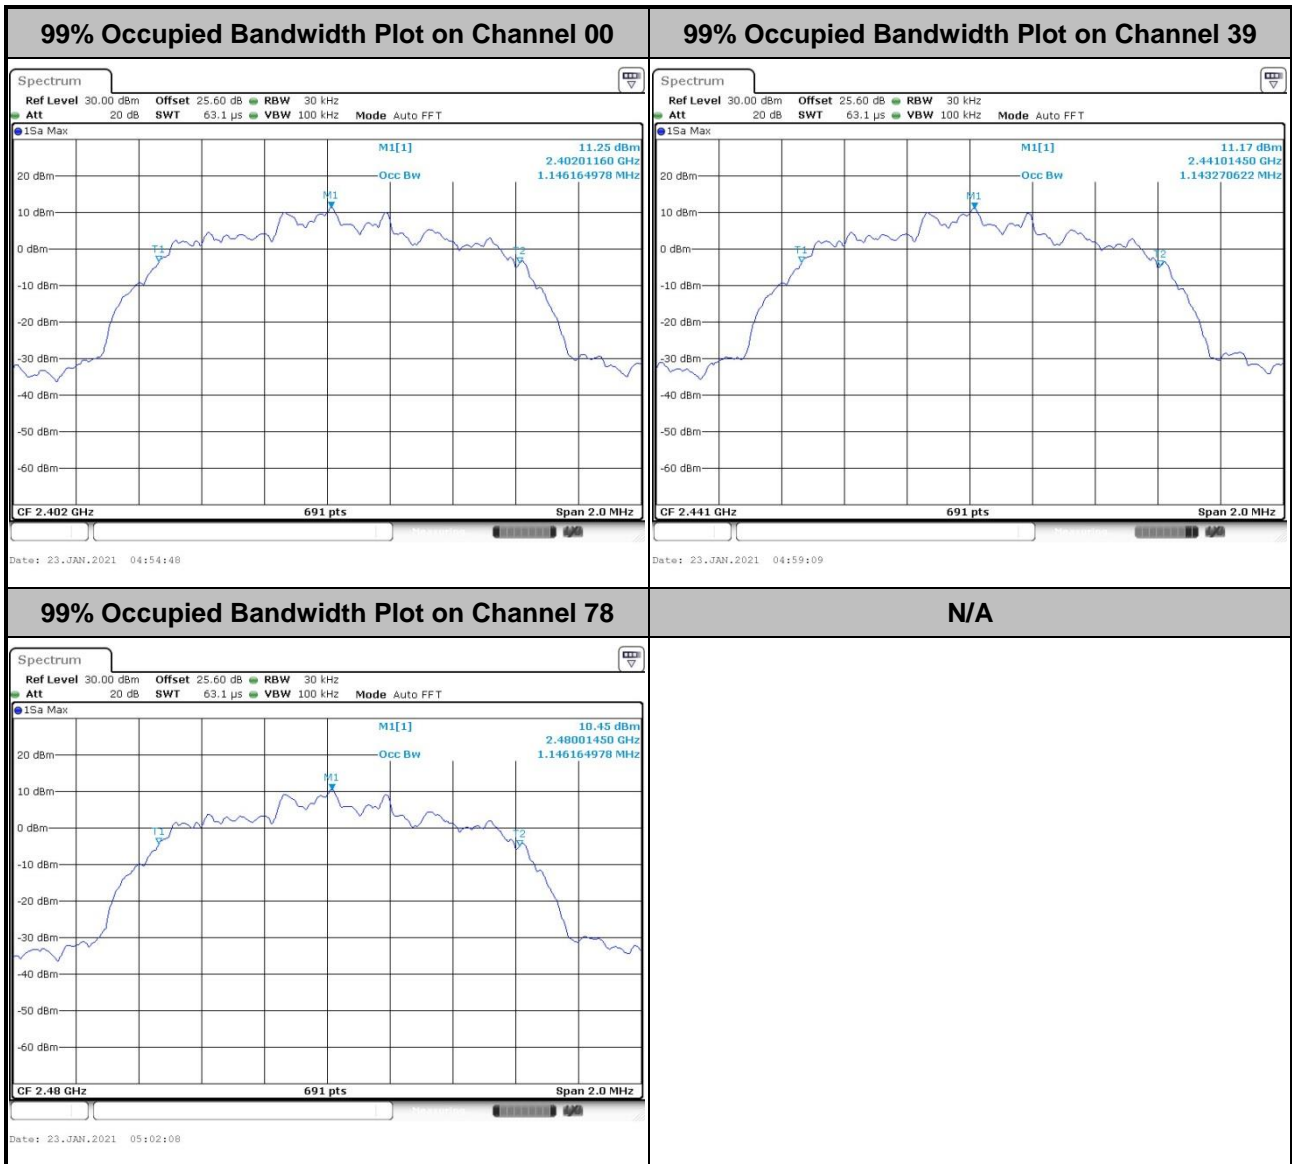 99% Occupied Bandwidth Plot on Channel 00
99% Occupied Bandwidth Plot on Channel 39
Spectrum
Ref Level 30.00 dBm Offset 25.60 dB RBW 30 kHz
Att 20 dB SWT 63.1 µs VBW 100 kHz Mode Auto FFT
1Sa Max
M1[1] 11.25 dBm
2.40201160 GHz
Occ Bw 1.146164978 MHz
20 dBm
M1
10 dBm
0 dBm
T1
T2
-10 dBm
-20 dBm
-30 dBm
-40 dBm
-50 dBm
-60 dBm
CF 2.402 GHz 691 pts Span 2.0 MHz
Date: 23.JAN.2021 04:54:48
Spectrum
Ref Level 30.00 dBm Offset 25.60 dB RBW 30 kHz
Att 20 dB SWT 63.1 µs VBW 100 kHz Mode Auto FFT
1Sa Max
M1[1] 11.17 dBm
2.44101450 GHz
Occ Bw 1.143270622 MHz
20 dBm
M1
10 dBm
0 dBm
T1
T2
-10 dBm
-20 dBm
-30 dBm
-40 dBm
-50 dBm
-60 dBm
CF 2.441 GHz 691 pts Span 2.0 MHz
Date: 23.JAN.2021 04:59:09
99% Occupied Bandwidth Plot on Channel 78
N/A
Spectrum
Ref Level 30.00 dBm Offset 25.60 dB RBW 30 kHz
Att 20 dB SWT 63.1 µs VBW 100 kHz Mode Auto FFT
1Sa Max
M1[1] 10.45 dBm
2.48001450 GHz
Occ Bw 1.146164978 MHz
20 dBm
M1
10 dBm
0 dBm
T1
T2
-10 dBm
-20 dBm
-30 dBm
-40 dBm
-50 dBm
-60 dBm
CF 2.48 GHz 691 pts Span 2.0 MHz
Date: 23.JAN.2021 05:02:08